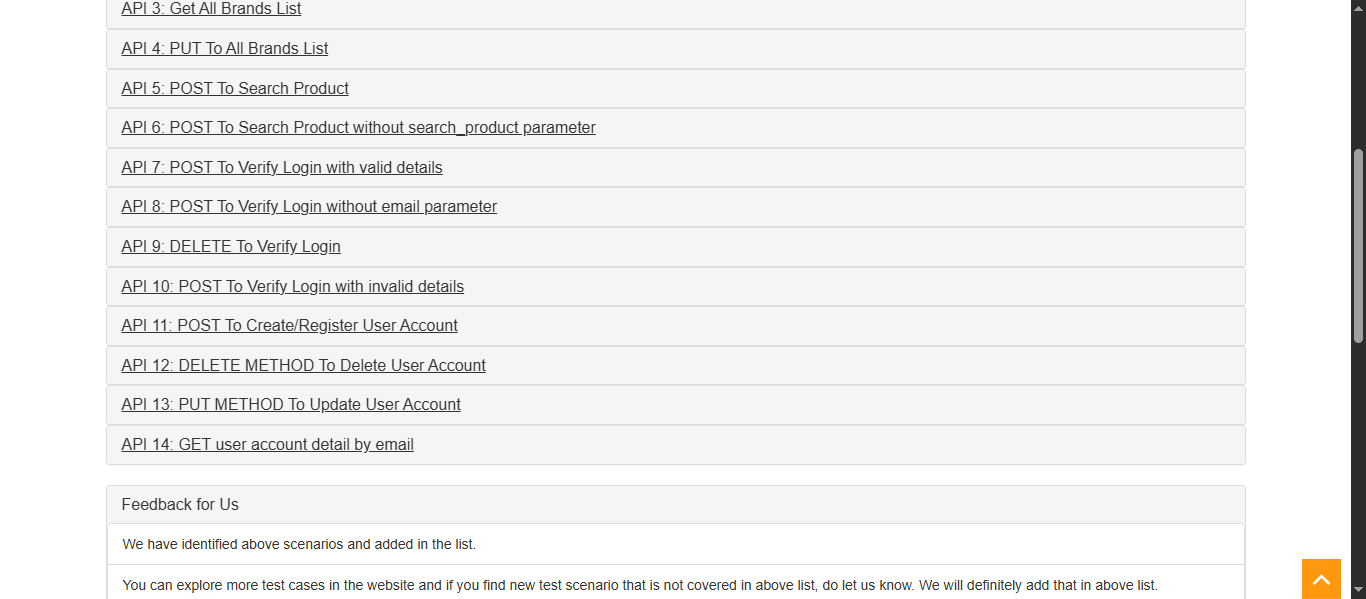 API 3: Get All Brands List
API 4: PUT To All Brands List
API 5: POST To Search Product
API 6: POST To Search Product without search_product parameter
API 7: POST To Verify Login with valid details
API 8: POST To Verify Login without email parameter
API 9: DELETE To Verify Login
API 10: POST To Verify Login with invalid details
API 11: POST To Create/Register User Account
API 12: DELETE METHOD To Delete User Account
API 13: PUT METHOD To Update User Account
API 14: GET user account detail by email
Feedback for Us
We have identified above scenarios and added in the list.
You can explore more test cases in the website and if you find new test scenario that is not covered in above list, do let us know. We will definitely add that in above list.